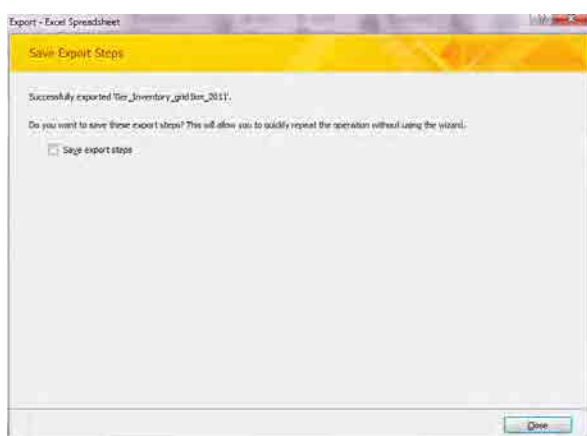 Export - Excel Spreadsheet
Save Export Steps
Successfully exported 'Tier_Inventory_grid1km_2011'.
Do you want to save these export steps? This will allow you to quickly repeat the operation without using the wizard.
Save export steps
Close